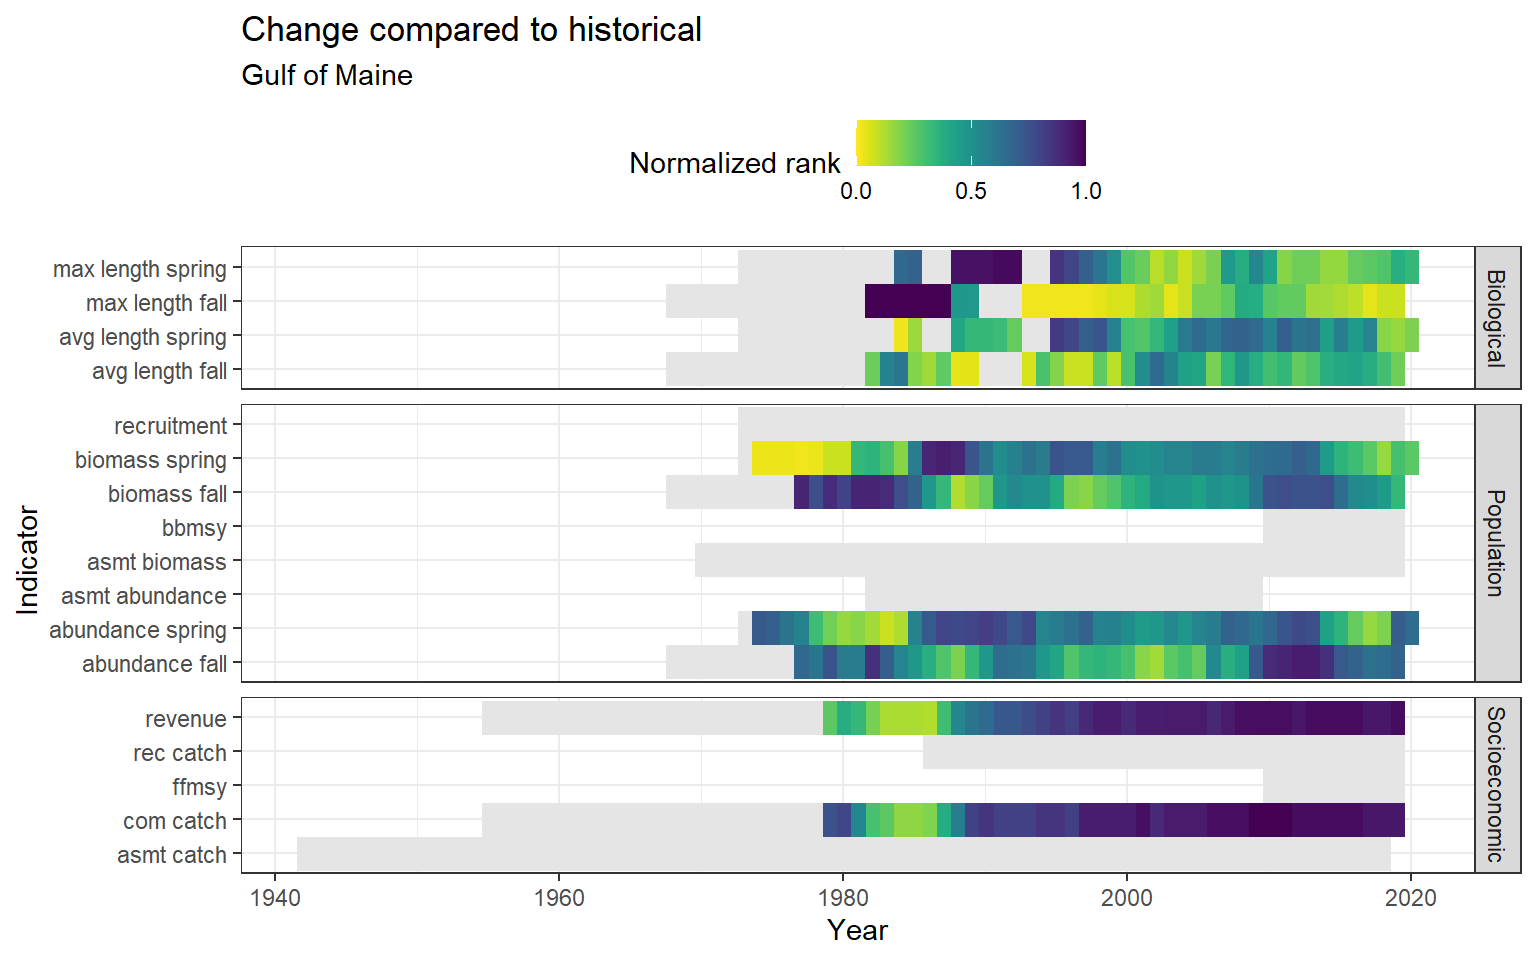 Change compared to historical
Gulf of Maine
Normalized rank
0.0 0.5 1.0
max length spring
max length fall
avg length spring
avg length fall
Biological
recruitment
biomass spring
biomass fall
bbmsy
asmt biomass
asmt abundance
abundance spring
abundance fall
Population
revenue
rec catch
ffmsy
com catch
asmt catch
Socioeconomic
Indicator
1940 1960 1980 2000 2020
Year